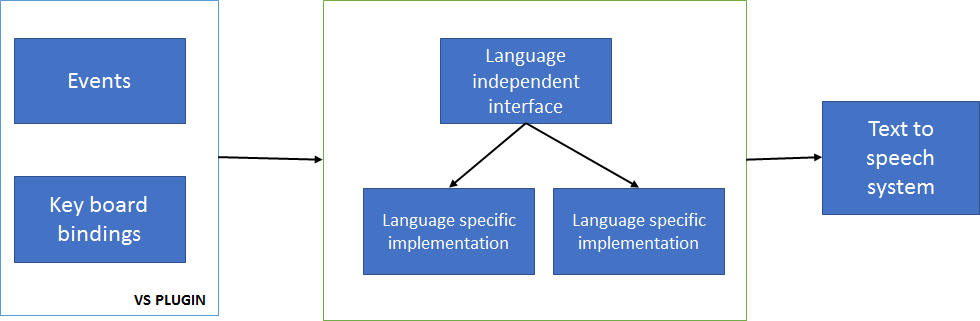 Events
Key board
bindings
VS PLUGIN
Language
independent
interface
Language specific
implementation
Language specific
implementation
Text to
speech
system